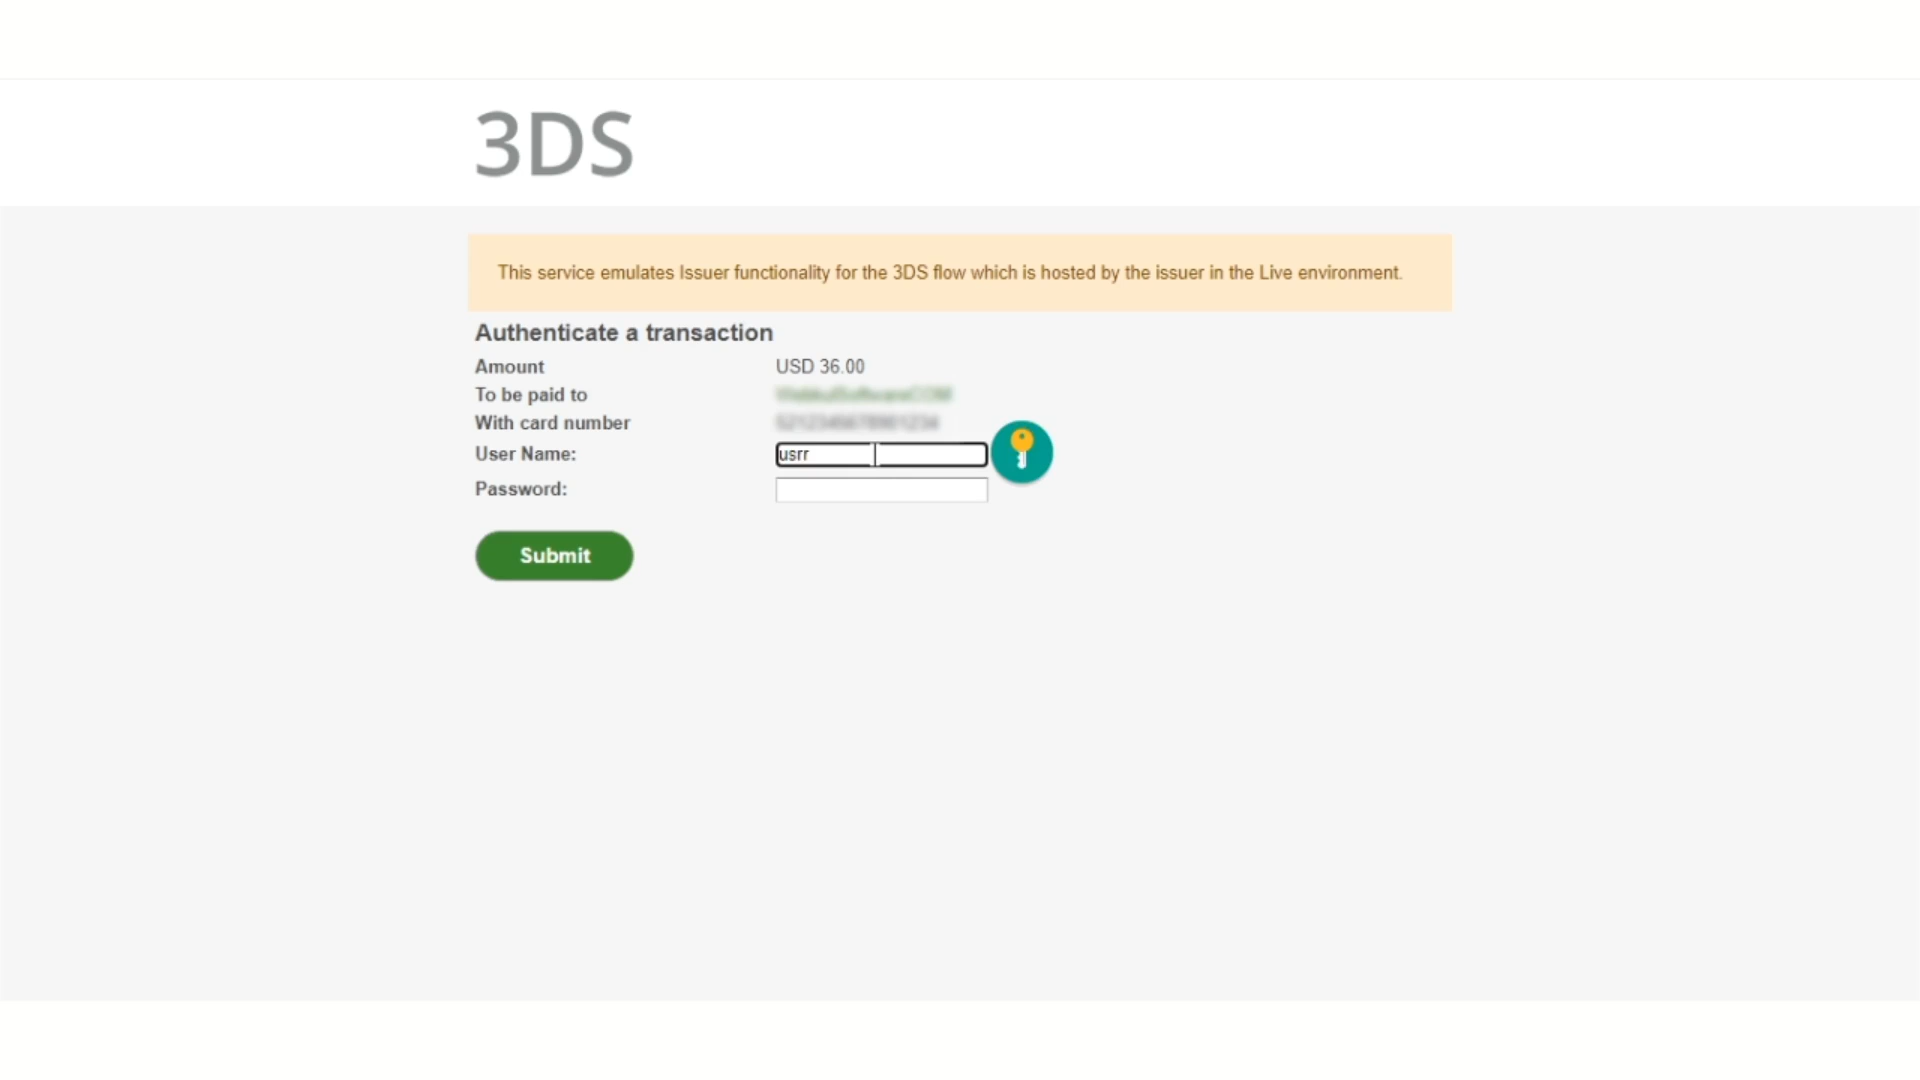 3DS
This service emulates Issuer functionality for the 3DS flow which is hosted by the issuer in the Live environment.
Authenticate a transaction
Amount USD 36.00
To be paid to
With card number
User Name: usrr
Password:
Submit